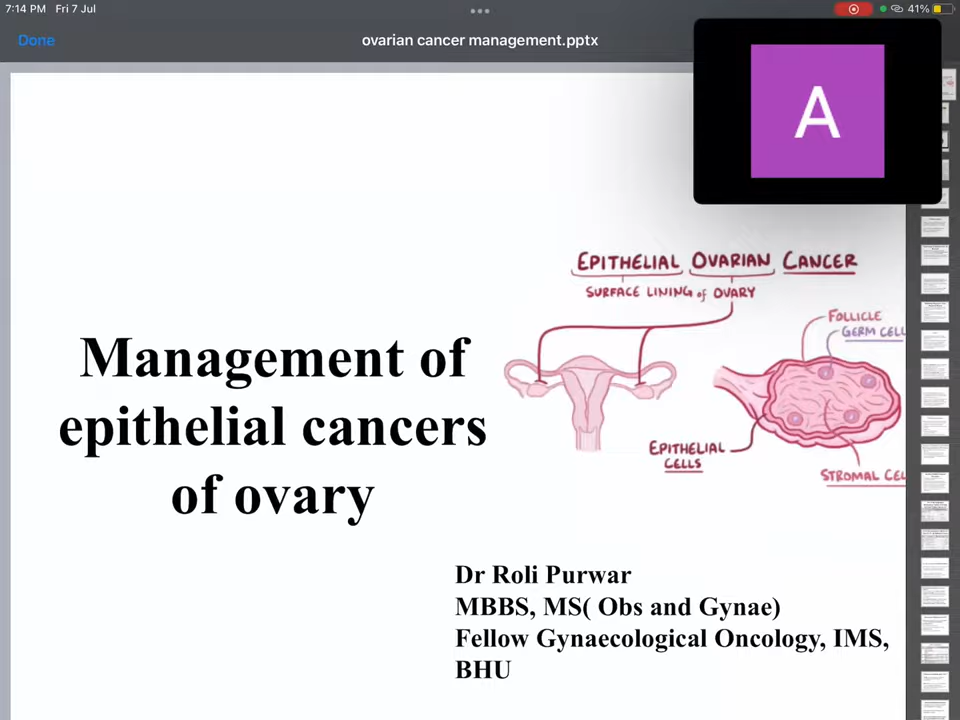 7:14 PM Fri 7 Jul
41%
Done
ovarian cancer management.pptx
A
EPITHELIAL OVARIAN CANCER
SURFACE LINING of OVARY
FOLLICLE
GERM CELL
EPITHELIAL
CELLS
STROMAL CEL
Management of
epithelial cancers
of ovary
Dr Roli Purwar
MBBS, MS( Obs and Gynae)
Fellow Gynaecological Oncology, IMS,
BHU